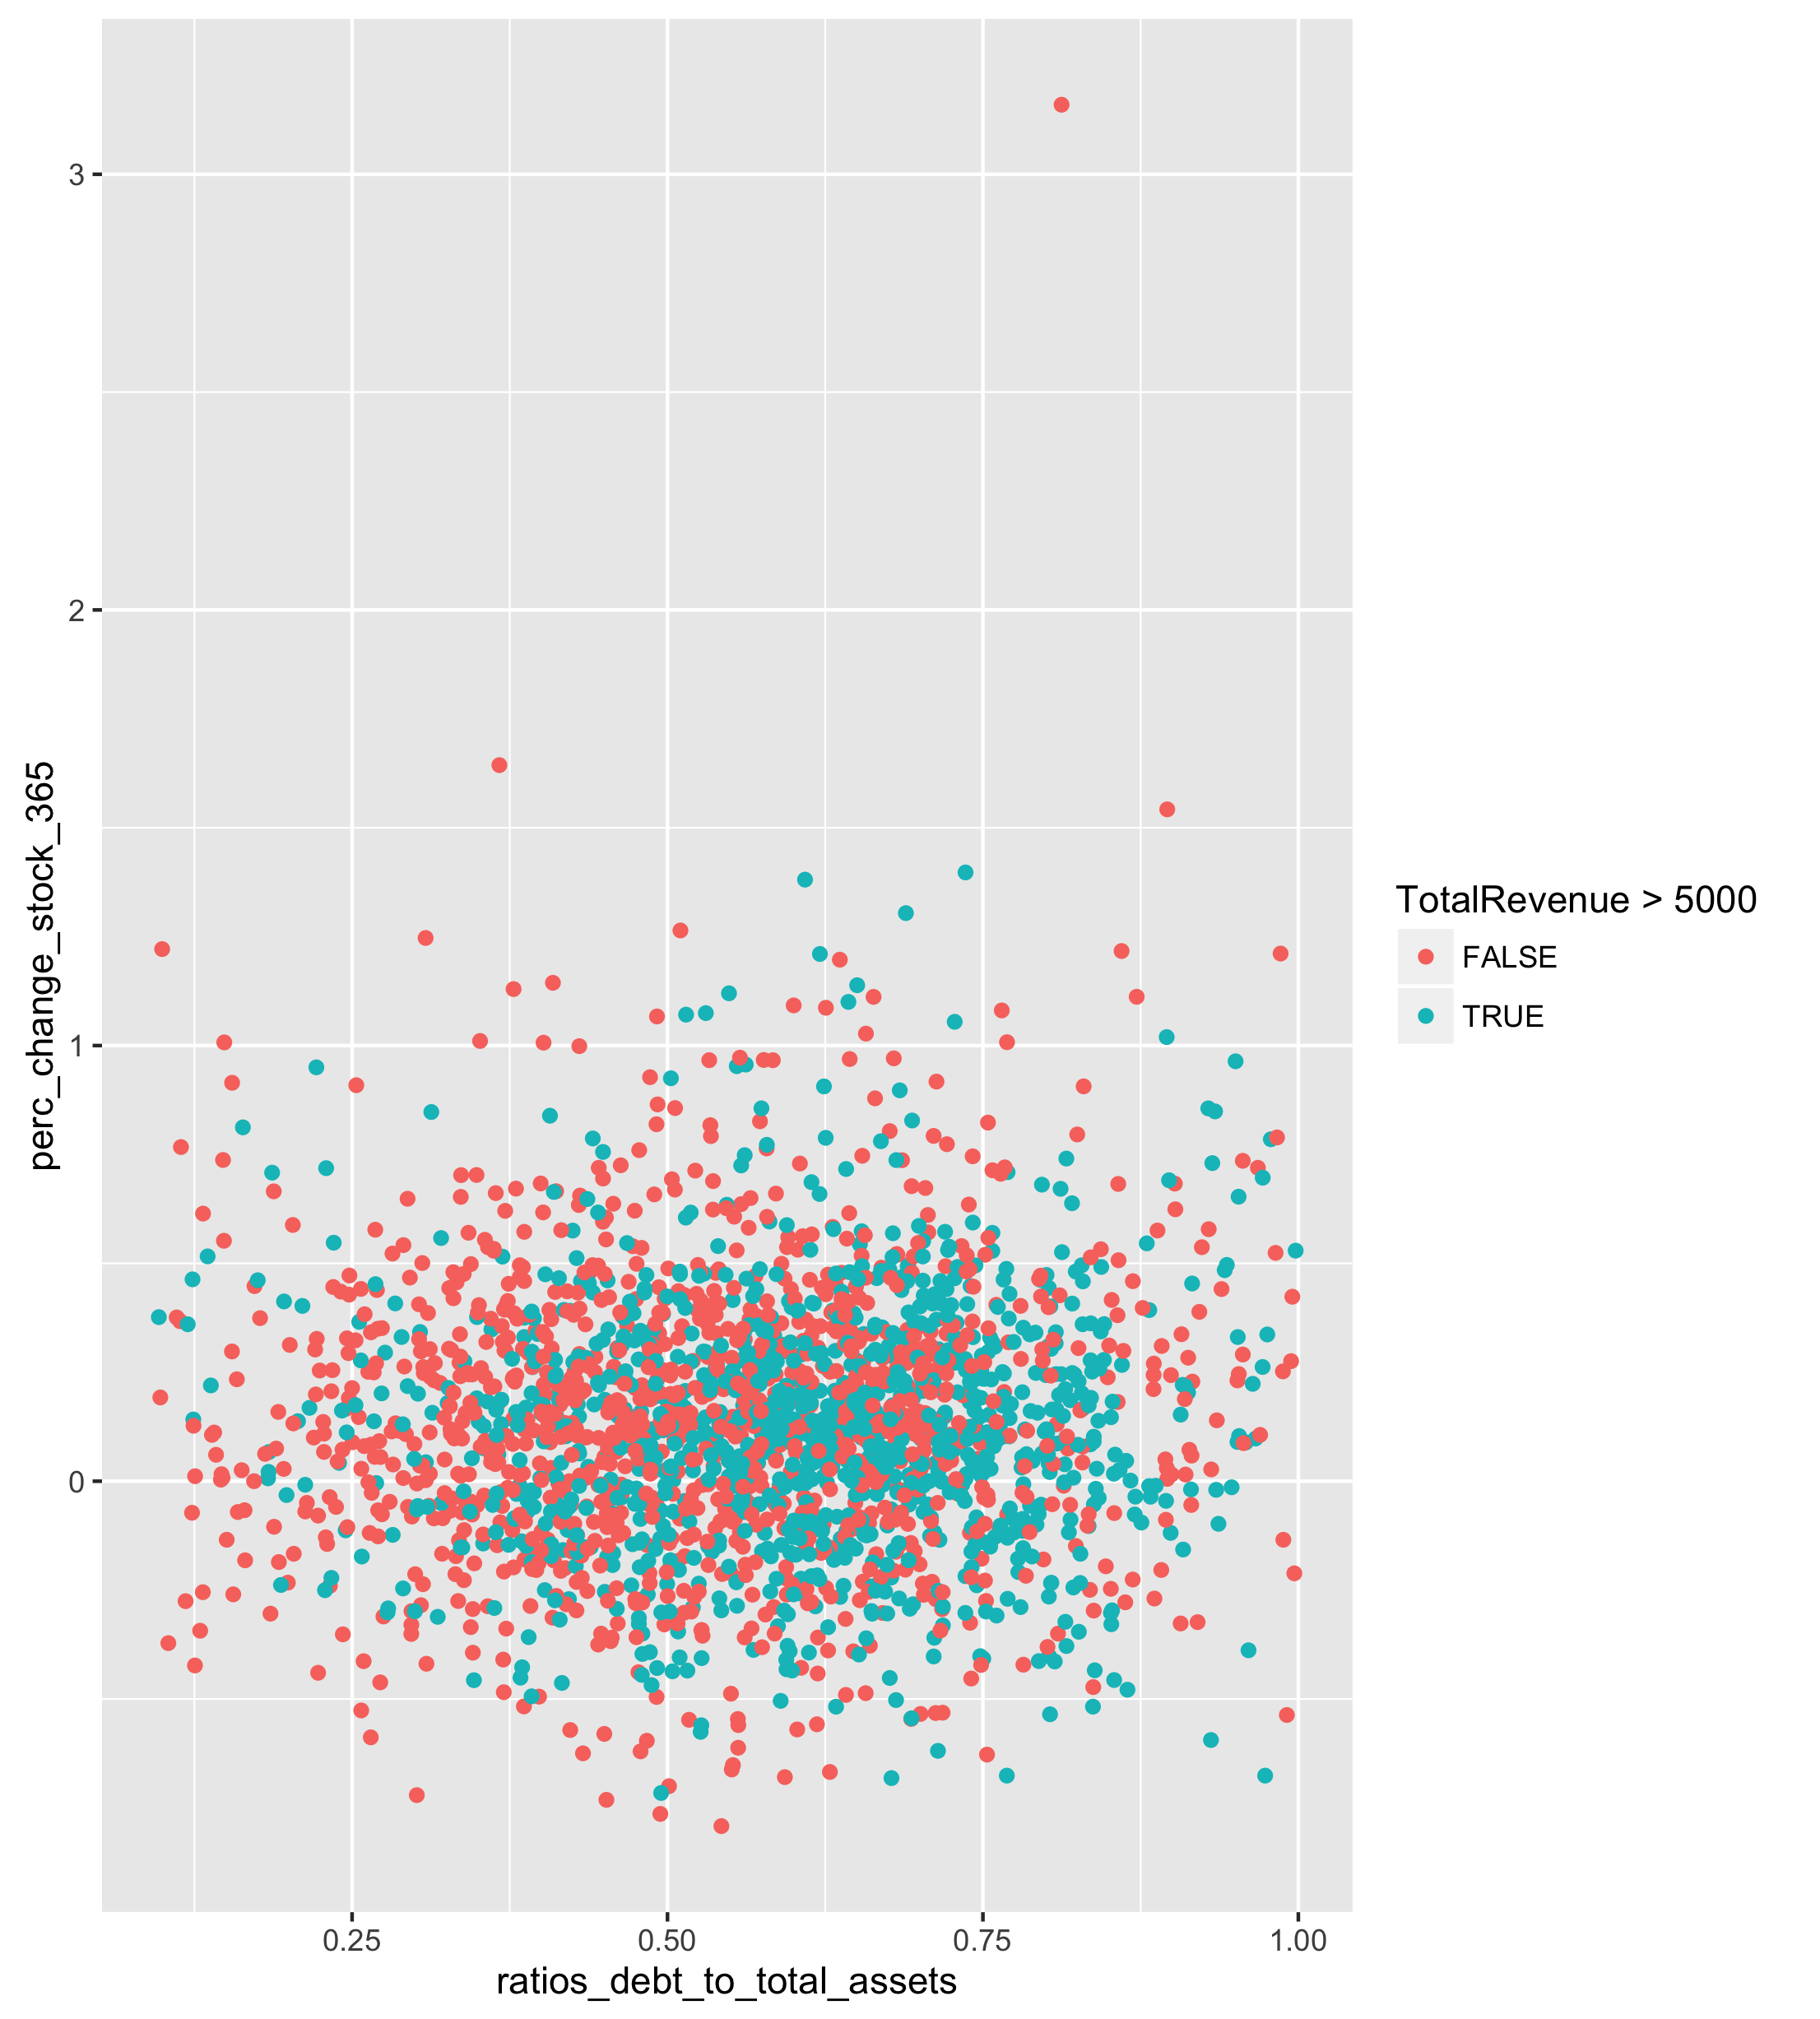 3
2
1
0
perc_change_stock_365
0.25 0.50 0.75 1.00
ratios_debt_to_total_assets
TotalRevenue > 5000
FALSE
TRUE